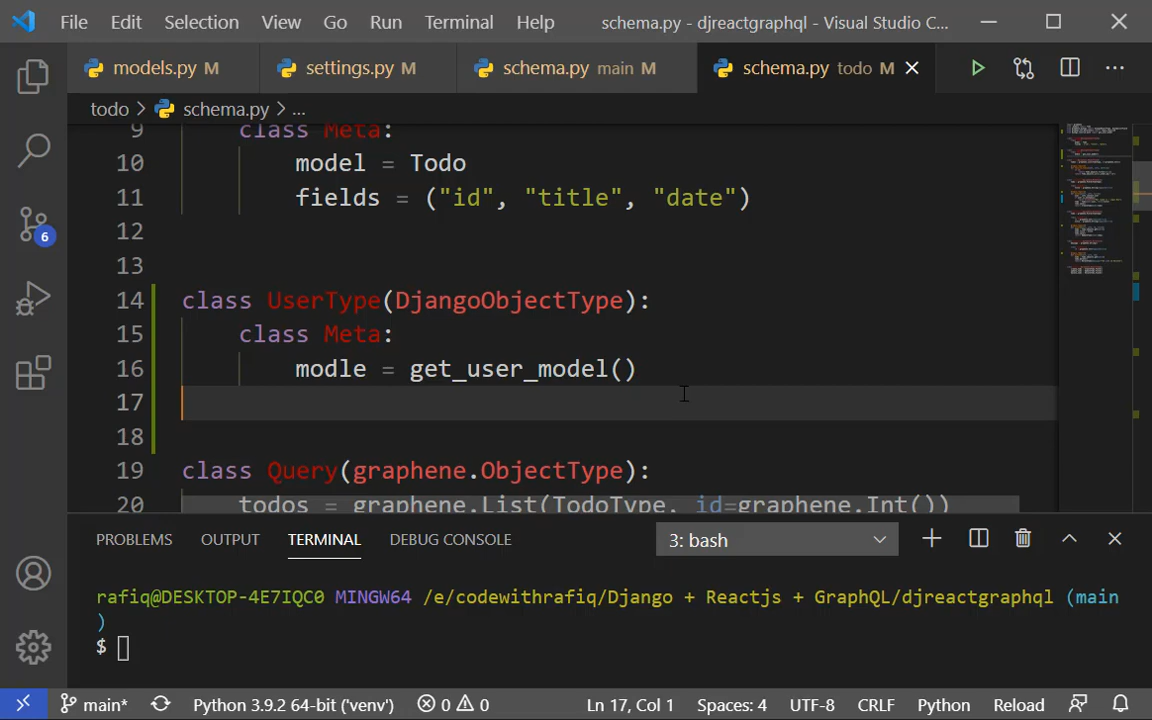 File Edit Selection View Go Run Terminal Help schema.py - djreactgraphql - Visual Studio C...
models.py M settings.py M schema.py main M schema.py todo M
todo > schema.py > ...
9 class Meta:
10 model = Todo
11 fields = ("id", "title", "date")
12
13
14 class UserType(DjangoObjectType):
15 class Meta:
16 modle = get_user_model()
17
18
19 class Query(graphene.ObjectType):
20 todos = graphene.List(TodoType, id=graphene.Int())
6
PROBLEMS OUTPUT TERMINAL DEBUG CONSOLE 3: bash
rafiq@DESKTOP-4E7IQC0 MINGW64 /e/codewithrafiq/Django + Reactjs + GraphQL/djreactgraphql (main
)
$
main* Python 3.9.2 64-bit ('venv') 0 0 Ln 17, Col 1 Spaces: 4 UTF-8 CRLF Python Reload